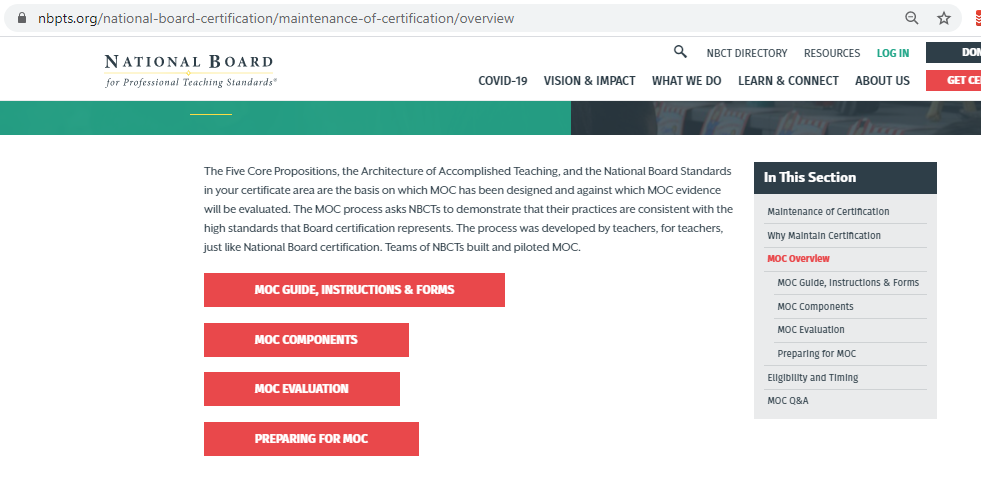 nbpts.org/national-board-certification/maintenance-of-certification/overview
NATIONAL BOARD
for Professional Teaching Standards®
NBCT DIRECTORY RESOURCES LOG IN
COVID-19 VISION & IMPACT WHAT WE DO LEARN & CONNECT ABOUT US
The Five Core Propositions, the Architecture of Accomplished Teaching, and the National Board Standards
in your certificate area are the basis on which MOC has been designed and against which MOC evidence
will be evaluated. The MOC process asks NBCTs to demonstrate that their practices are consistent with the
high standards that Board certification represents. The process was developed by teachers, for teachers,
just like National Board certification. Teams of NBCTs built and piloted MOC.
MOC GUIDE, INSTRUCTIONS & FORMS
MOC COMPONENTS
MOC EVALUATION
PREPARING FOR MOC
In This Section
Maintenance of Certification
Why Maintain Certification
MOC Overview
MOC Guide, Instructions & Forms
MOC Components
MOC Evaluation
Preparing for MOC
Eligibility and Timing
MOC Q&A